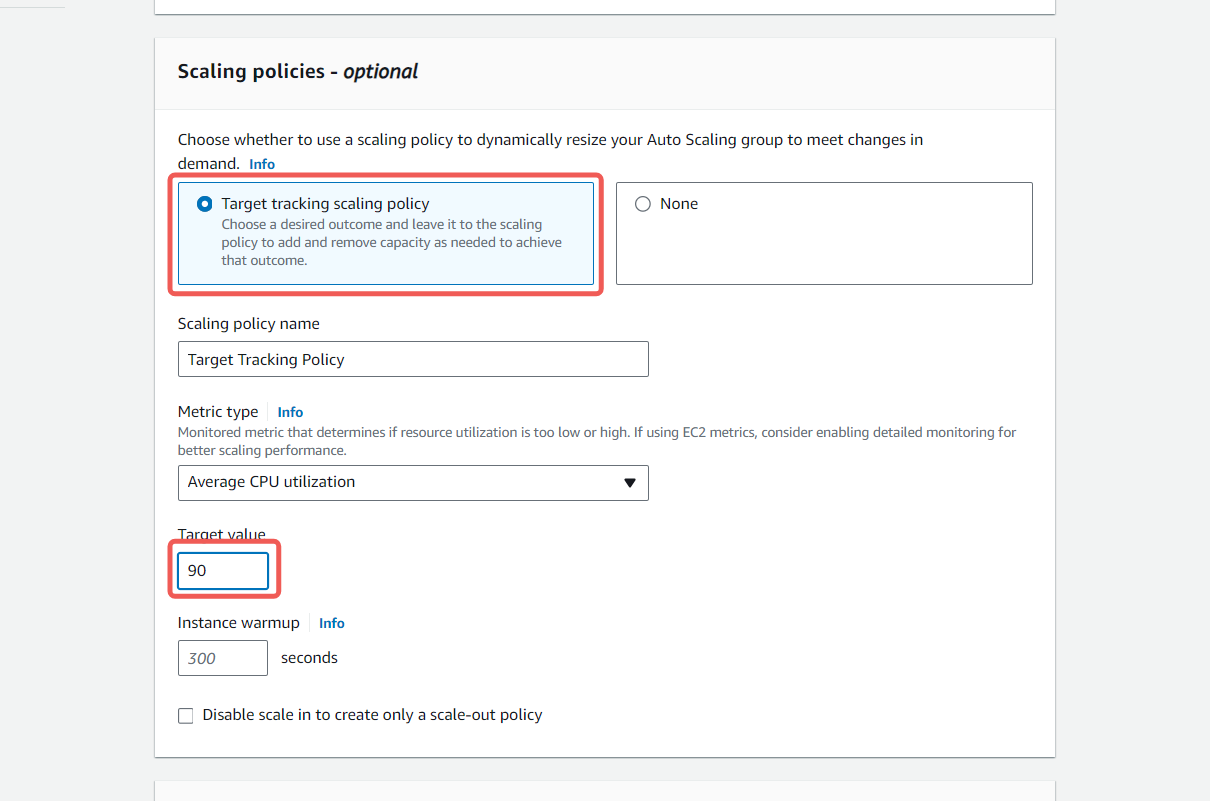 Scaling policies - optional
Choose whether to use a scaling policy to dynamically resize your Auto Scaling group to meet changes in
demand. Info
Target tracking scaling policy
Choose a desired outcome and leave it to the scaling
policy to add and remove capacity as needed to achieve
that outcome.
None
Scaling policy name
Target Tracking Policy
Metric type Info
Monitored metric that determines if resource utilization is too low or high. If using EC2 metrics, consider enabling detailed monitoring for
better scaling performance.
Average CPU utilization
Target value
90
Instance warmup Info
300 seconds
Disable scale in to create only a scale-out policy